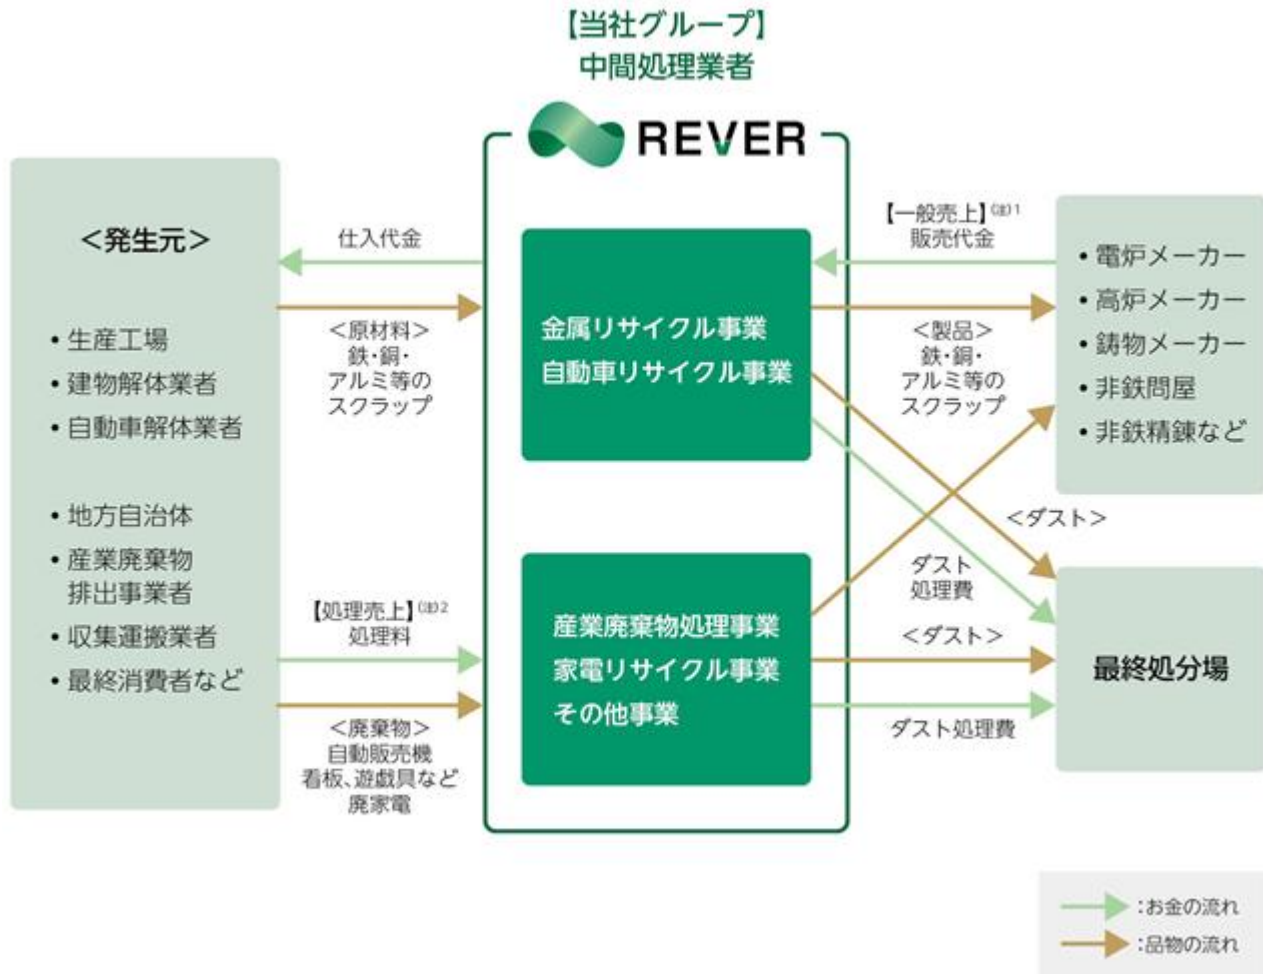 【当社グループ】
中間処理業者
REVER
＜発生元＞
• 生産工場
• 建物解体業者
• 自動車解体業者
• 地方自治体
• 産業廃棄物
排出事業者
• 収集運搬業者
• 最終消費者など
仕入代金
＜原材料＞
鉄・銅・
アルミ等の
スクラップ
【処理売上】(注)2
処理料
＜廃棄物＞
自動販売機
看板、遊戯具など
廃家電
金属リサイクル事業
自動車リサイクル事業
産業廃棄物処理事業
家電リサイクル事業
その他事業
【一般売上】(注)1
販売代金
＜製品＞
鉄・銅・
アルミ等の
スクラップ
＜ダスト＞
ダスト
処理費
＜ダスト＞
ダスト処理費
• 電炉メーカー
• 高炉メーカー
• 鋳物メーカー
• 非鉄問屋
• 非鉄精錬など
最終処分場
:お金の流れ
:品物の流れ